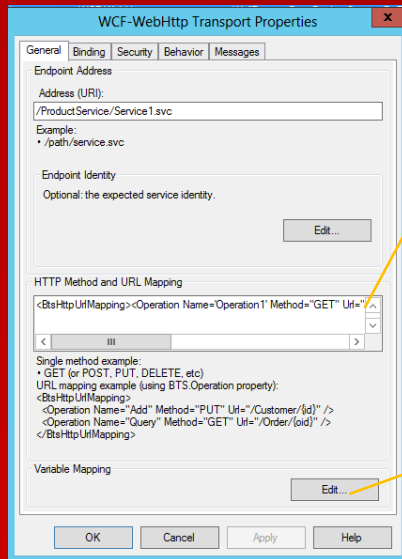 WCF-WebHttp Transport Properties
x
General Binding Security Behavior Messages
Endpoint Address
Address (URI):
/ProductService/Service1.svc
Example:
• /path/service.svc
Endpoint Identity
Optional: the expected service identity.
Edit...
HTTP Method and URL Mapping
<BtsHttpUrlMapping><Operation Name='Operation1' Method="GET" Url="
Single method example:
• GET (or POST, PUT, DELETE, etc)
URL mapping example (using BTS.Operation property):
<BtsHttpUrlMapping>
<Operation Name="Add" Method="PUT" Url="/Customer/{id}" />
<Operation Name="Query" Method="GET" Url="/Order/{oid}" />
</BtsHttpUrlMapping>
Variable Mapping
Edit...
OK Cancel Apply Help